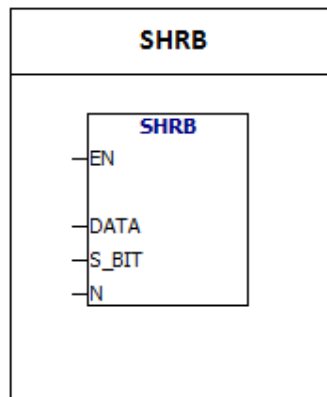 SHRB
SHRB
EN
DATA
S_BIT
N